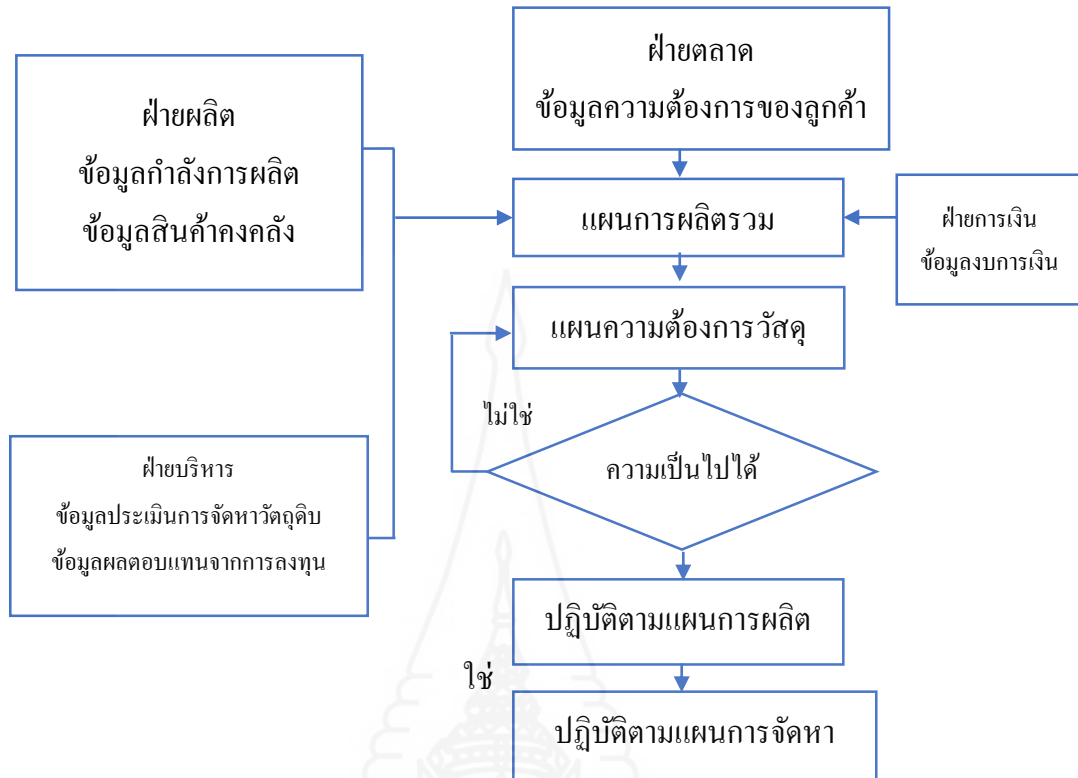 ฝ่ายตลาด
ข้อมูลความต้องการของลูกค้า
ฝ่ายผลิต
ข้อมูลกำลังการผลิต
ข้อมูลสินค้าคงคลัง
แผนการผลิตรวม
ฝ่ายการเงิน
ข้อมูลงบการเงิน
แผนความต้องการวัสดุ
ไม่ใช่
ความเป็นไปได้
ฝ่ายบริหาร
ข้อมูลประเมินการจัดหาวัตถุดิบ
ข้อมูลผลตอบแทนจากการลงทุน
ปฏิบัติตามแผนการผลิต
ใช่
ปฏิบัติตามแผนการจัดหา